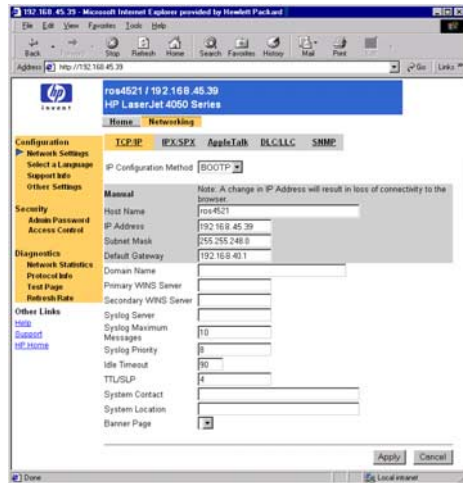 192.168.45.39 - Microsoft Internet Explorer provided by Hewlett Packard
File Edit View Favorites Tools Help
Back Forward Stop Refresh Home Search Favorites History Mail Print Edit
Address http://192.168.45.39 Go Links »
hp
invent
ros4521 / 192.168.45.39
HP LaserJet 4050 Series
Home Networking
Configuration
Network Settings
Select a Language
Support Info
Other Settings
Security
Admin Password
Access Control
Diagnostics
Network Statistics
Protocol Info
Test Page
Refresh Rate
Other Links
Help
Support
HP Home
TCP/IP IPX/SPX AppleTalk DLC/LLC SNMP
IP Configuration Method BOOTP
Manual Note: A change in IP Address will result in loss of connectivity to the browser.
Host Name ros4521
IP Address 192.168.45.39
Subnet Mask 255.255.248.0
Default Gateway 192.168.40.1
Domain Name
Primary WINS Server
Secondary WINS Server
Syslog Server
Syslog Maximum Messages 10
Syslog Priority 8
Idle Timeout 90
TTL/SLP 4
System Contact
System Location
Banner Page
Apply Cancel
Done Local intranet